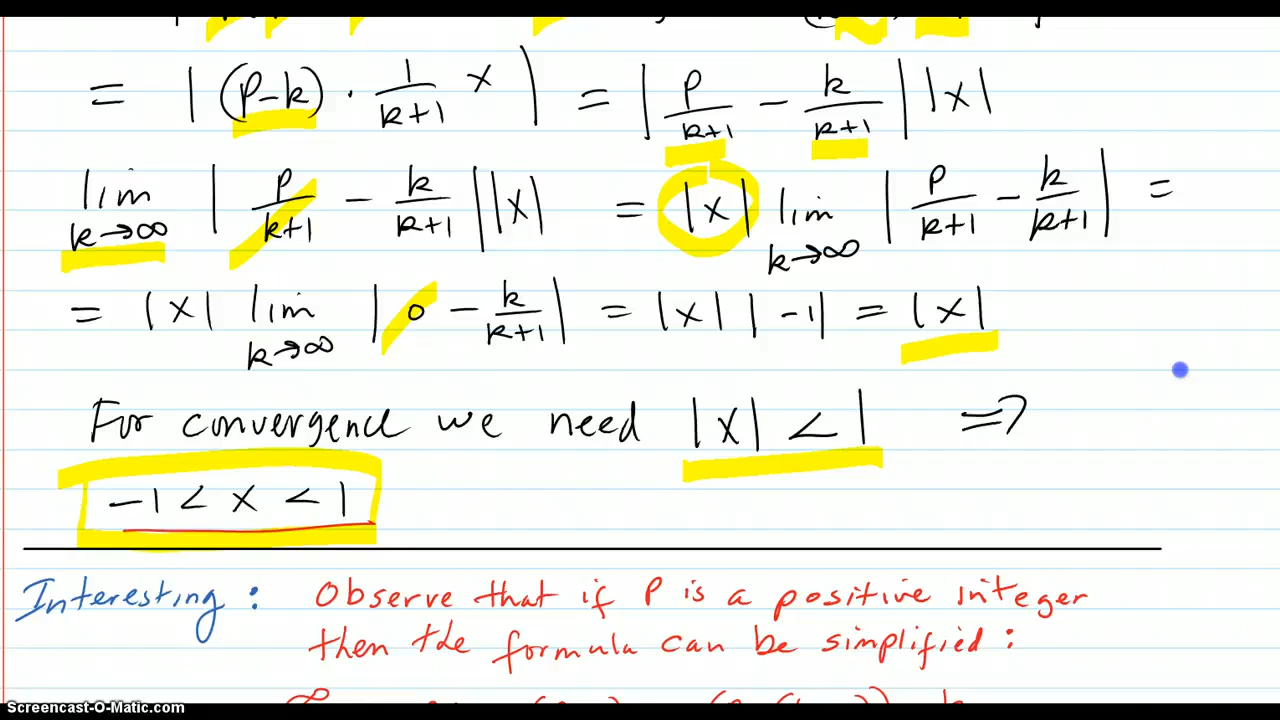 = | (P-k) · 1/(k+1) x | = | P/(k+1) - k/(k+1) | |x|
lim k→∞ | P/(k+1) - k/(k+1) | |x| = |x| lim k→∞ | P/(k+1) - k/(k+1) | =
= |x| lim k→∞ | 0 - k/(k+1) | = |x| |-1| = |x|
For convergence we need |x| < 1 =>
-1 < x < 1
Interesting: Observe that if P is a positive integer
then the formula can be simplified:
Screencast-O-Matic.com